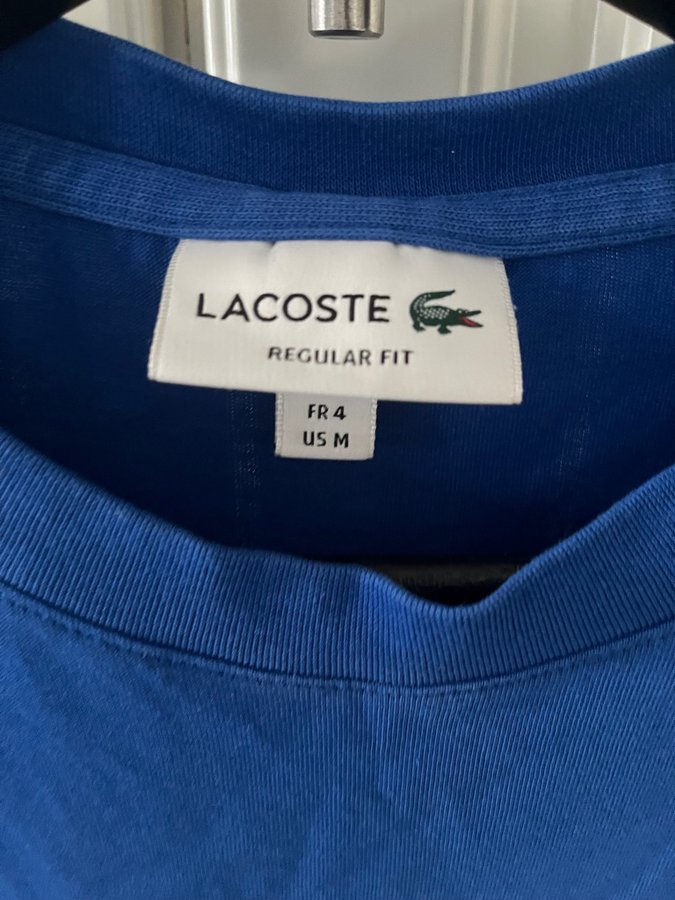 LACOSTE
REGULAR FIT
FR 4
US M